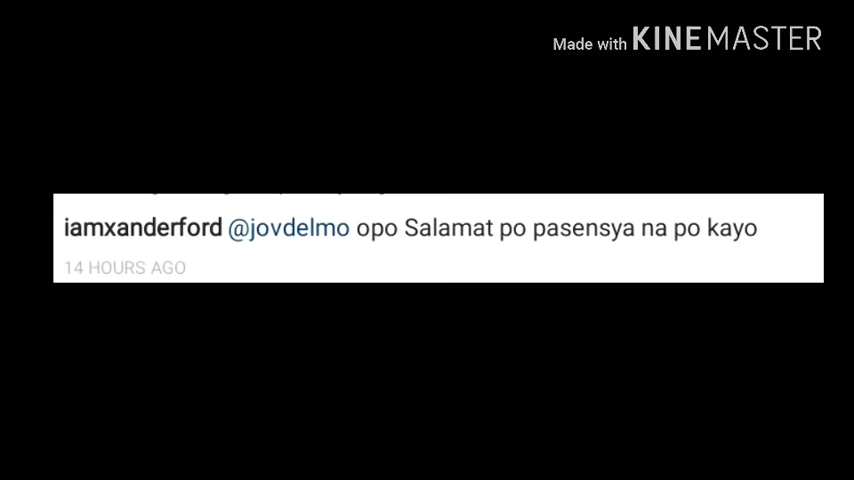 Made with KINEMASTER
iamxanderford @jovdelmo opo Salamat po pasensya na po kayo
14 HOURS AGO